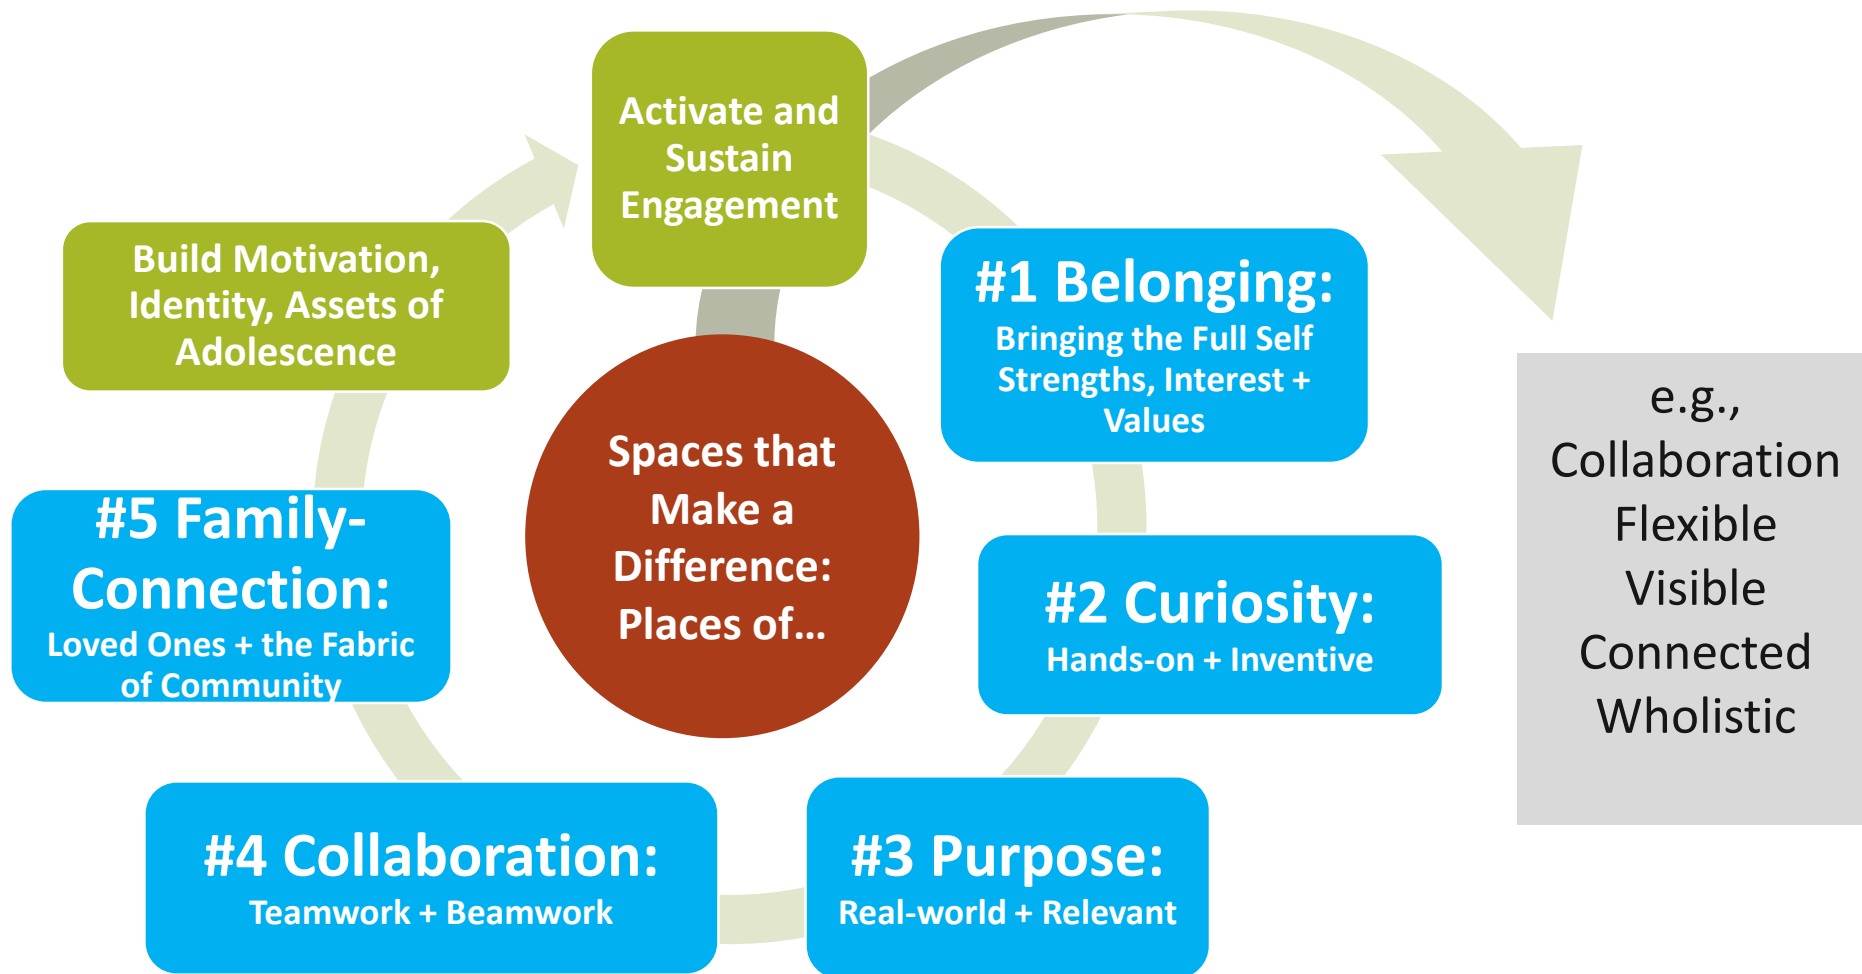 Activate and
Sustain
Engagement
#1 Belonging:
Bringing the Full Self
Strengths, Interest +
Values
#2 Curiosity:
Hands-on + Inventive
#3 Purpose:
Real-world + Relevant
#4 Collaboration:
Teamwork + Beamwork
#5 Family-
Connection:
Loved Ones + the Fabric
of Community
Build Motivation,
Identity, Assets of
Adolescence
Spaces that
Make a
Difference:
Places of...
e.g.,
Collaboration
Flexible
Visible
Connected
Wholistic